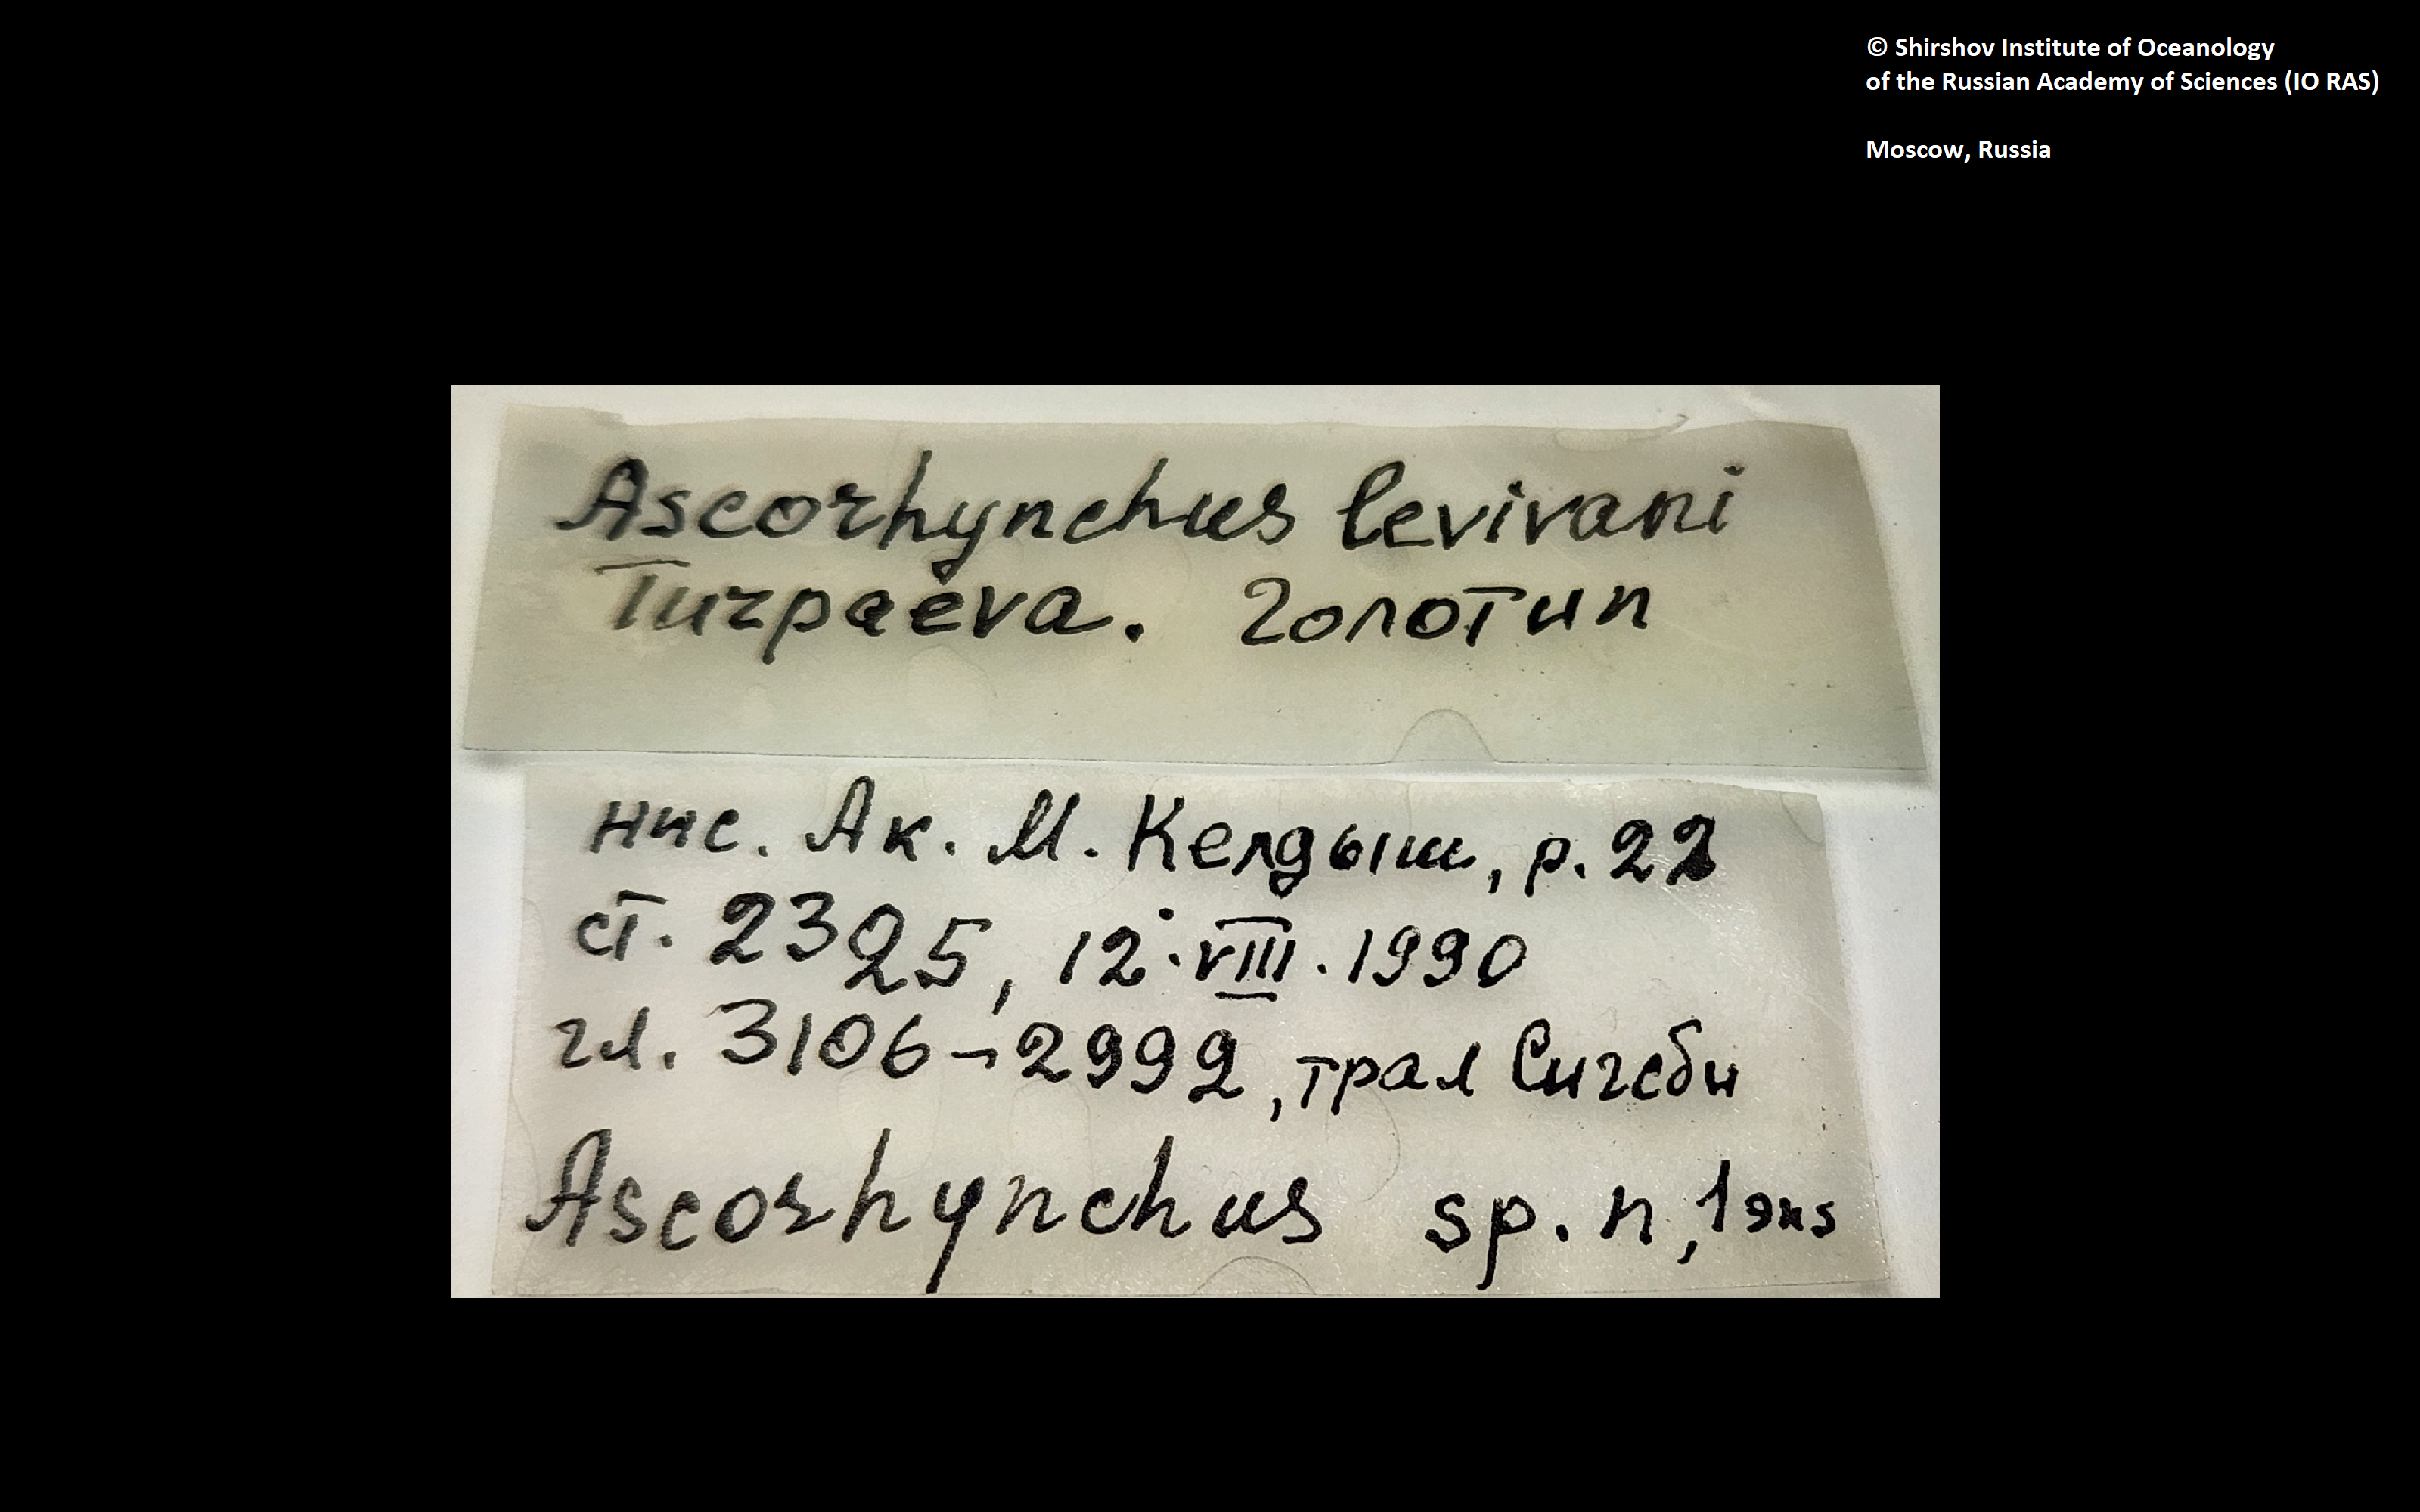 © Shirshov Institute of Oceanology
of the Russian Academy of Sciences (IO RAS)
Moscow, Russia
Ascorhynchus levivani
Turpaeva. Голотип
нис. Ак. М. Келдыш, р. 22
ст. 2325, 12.VIII.1990
гл. 3106-2992, трал Сигсби
Ascorhynchus sp. n, 1 экз